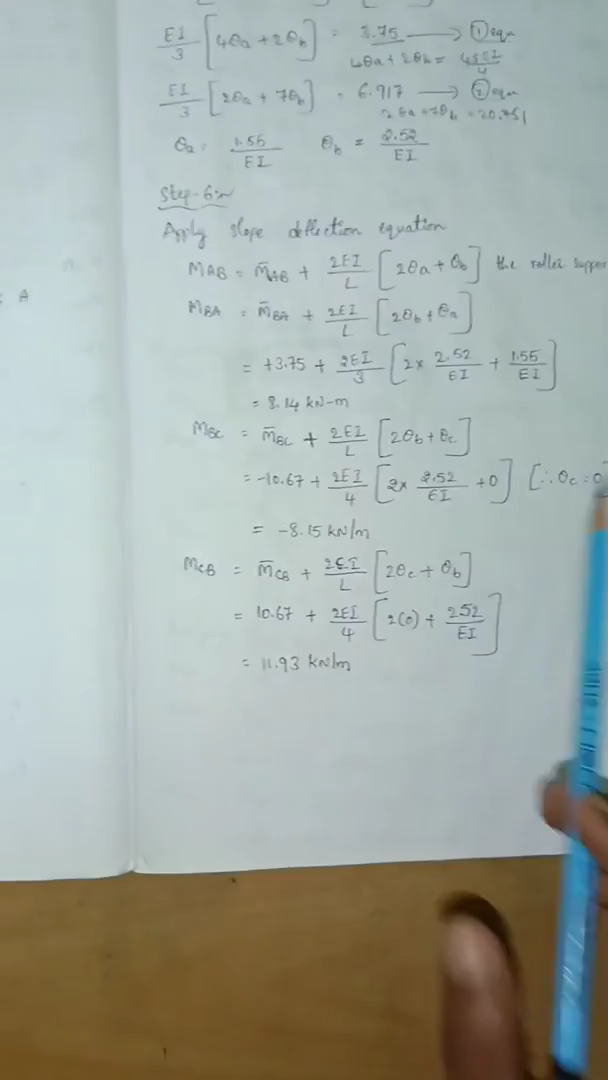 EI/3 [4θa + 2θb] = 3.75 → ① eqn
4θa + 2θb =
EI/3 [2θa + 7θb] = 6.917 → ② eqn
2θa + 7θb = 20.751
θa = 1.55/EI θb = 2.52/EI
Step-6:~
Apply slope deflection equation
MAB = M̄AB + 2EI/L [2θa + θb] the roller suppor
; A
MBA = M̄BA + 2EI/L [2θb + θa]
= +3.75 + 2EI/3 [2× 2.52/EI + 1.55/EI]
= 8.14 kN-m
MBC = M̄BC + 2EI/L [2θb + θc]
= -10.67 + 2EI/4 [2× 2.52/EI + 0] [∴ θc = 0
= -8.15 kN/m
MCB = M̄CB + 2EI/L [2θc + θb]
= 10.67 + 2EI/4 [2(0) + 252/EI]
= 11.93 kN/m